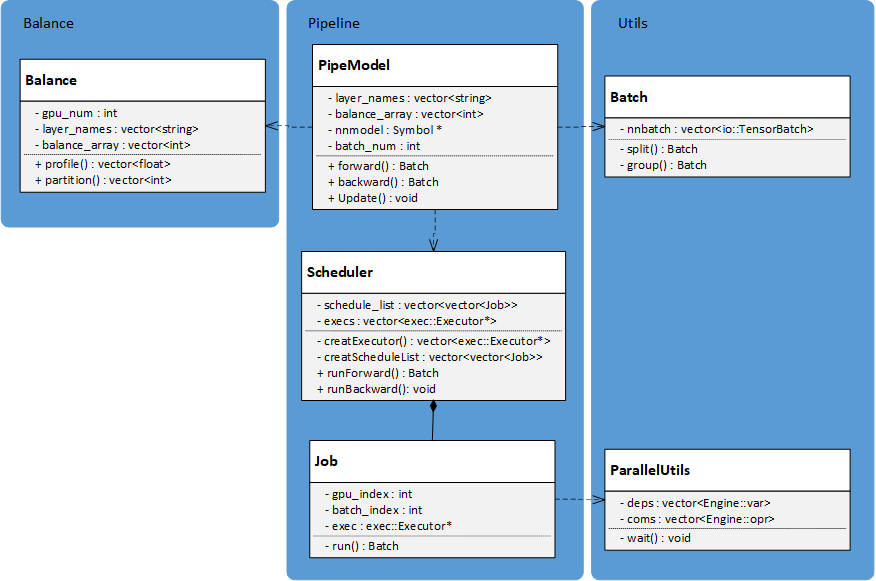 Balance
Balance
- gpu_num : int
- layer_names : vector<string>
- balance_array : vector<int>
+ profile() : vector<float>
+ partition() : vector<int>
Pipeline
PipeModel
- layer_names : vector<string>
- balance_array : vector<int>
- nnmodel : Symbol *
- batch_num : int
+ forward() : Batch
+ backward() : Batch
+ Update() : void
Scheduler
- schedule_list : vector<vector<Job>>
- execs : vector<exec::Executor*>
- creatExecutor() : vector<exec::Executor*>
- creatScheduleList : vector<vector<Job>>
+ runForward() : Batch
+ runBackward(): void
Job
- gpu_index : int
- batch_index : int
- exec : exec::Executor*
- run() : Batch
Utils
Batch
- nnbatch : vector<io::TensorBatch>
- split() : Batch
- group() : Batch
ParallelUtils
- deps : vector<Engine::var>
- coms : vector<Engine::opr>
- wait() : void